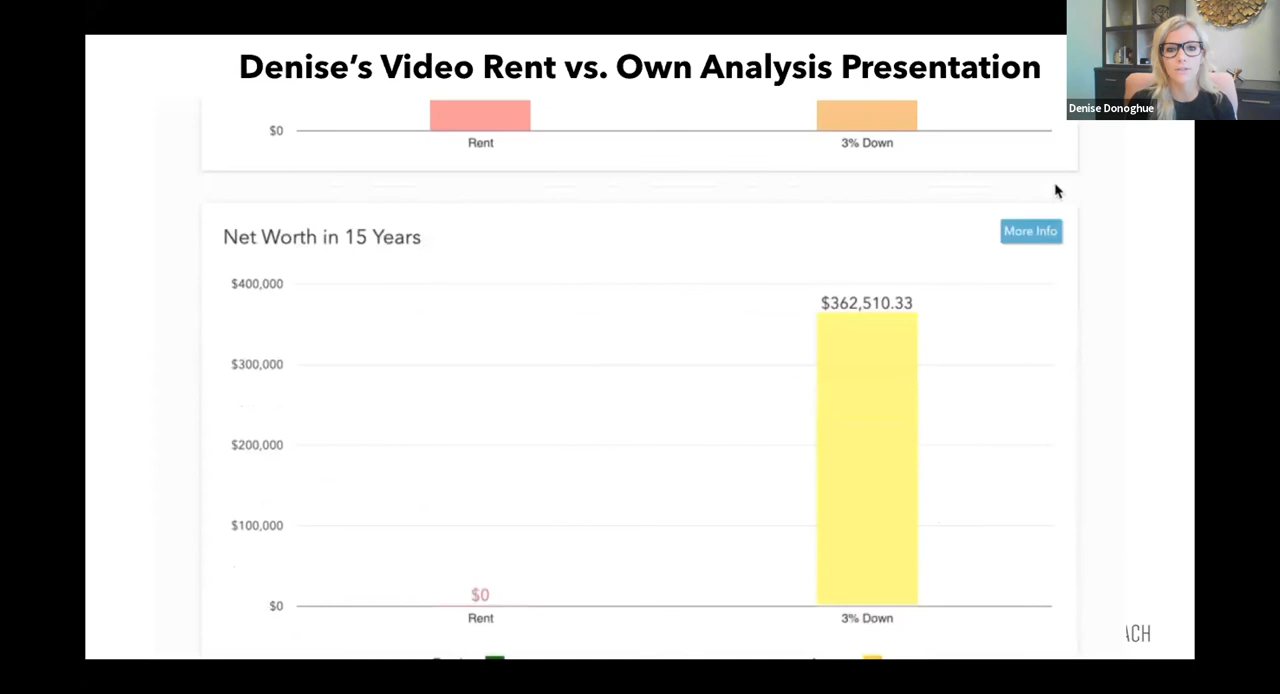 Denise's Video Rent vs. Own Analysis Presentation
Denise Donoghue
$0
Rent
3% Down
Net Worth in 15 Years
More Info
$400,000
$362,510.33
$300,000
$200,000
$100,000
$0
$0
Rent
3% Down
ACH